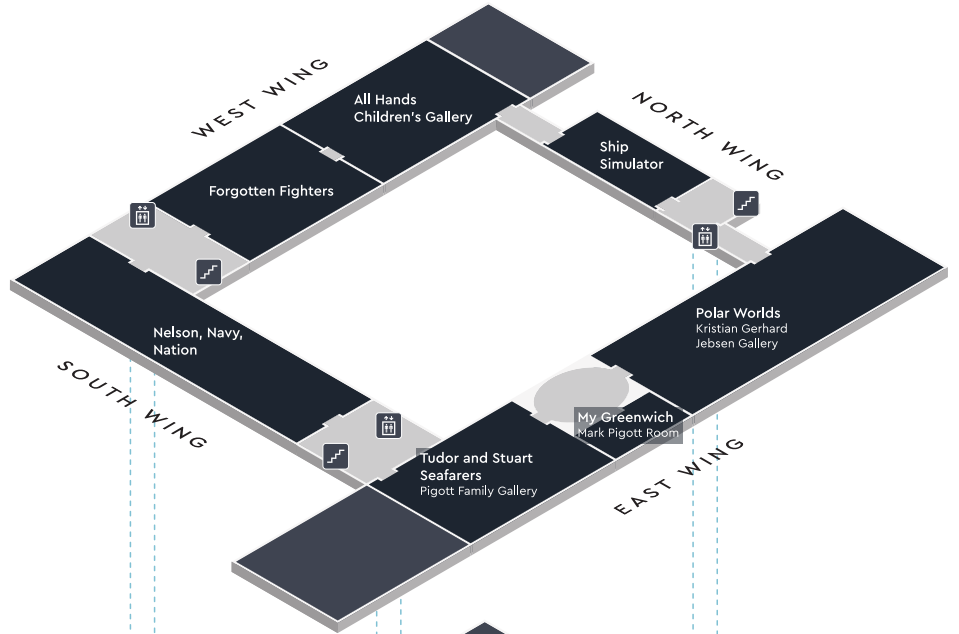 WEST WING
NORTH WING
All Hands
Children's Gallery
Ship
Simulator
Forgotten Fighters
Polar Worlds
Kristian Gerhard
Jebsen Gallery
Nelson, Navy,
Nation
SOUTH WING
My Greenwich
Mark Pigott Room
Tudor and Stuart
Seafarers
Pigott Family Gallery
EAST WING